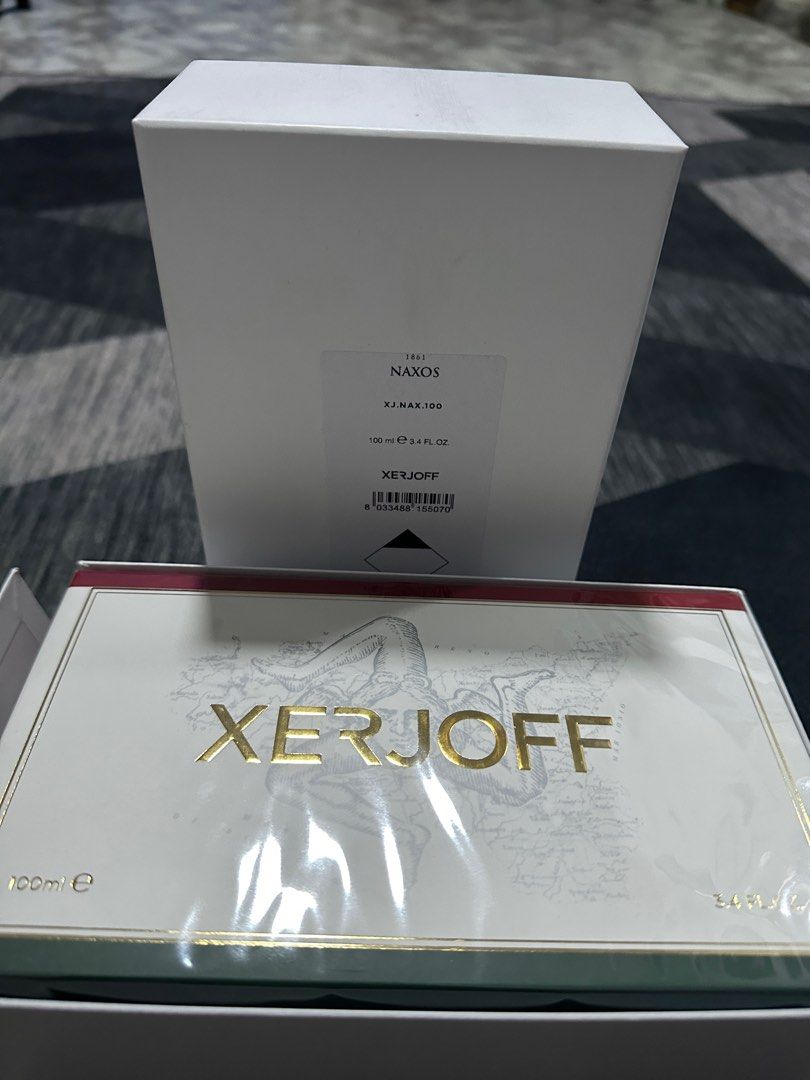 1861
NAXOS
XJ.NAX.100
100 ml ℮ 3.4 FL.OZ.
XERJOFF
8 033488 155070
XERJOFF
100ml ℮